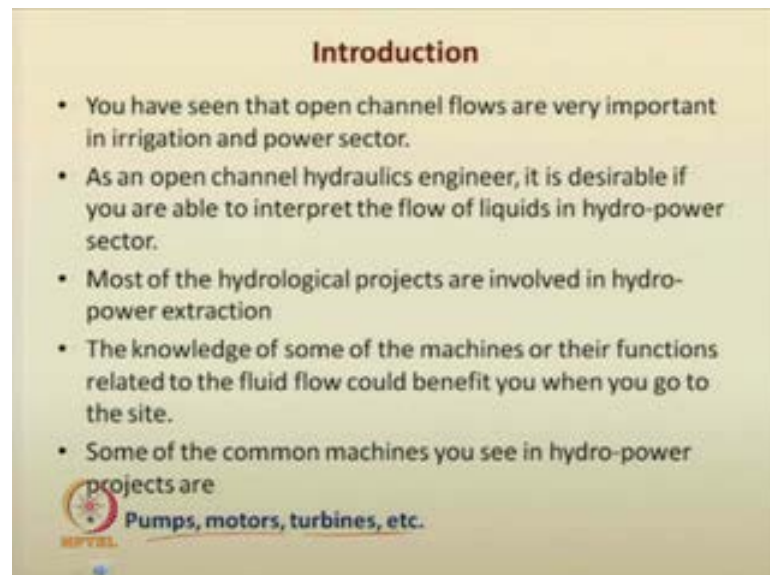 Introduction
• You have seen that open channel flows are very important
in irrigation and power sector.
• As an open channel hydraulics engineer, it is desirable if
you are able to interpret the flow of liquids in hydro-power
sector.
• Most of the hydrological projects are involved in hydro-
power extraction
• The knowledge of some of the machines or their functions
related to the fluid flow could benefit you when you go to
the site.
• Some of the common machines you see in hydro-power
projects are
Pumps, motors, turbines, etc.
NPTEL